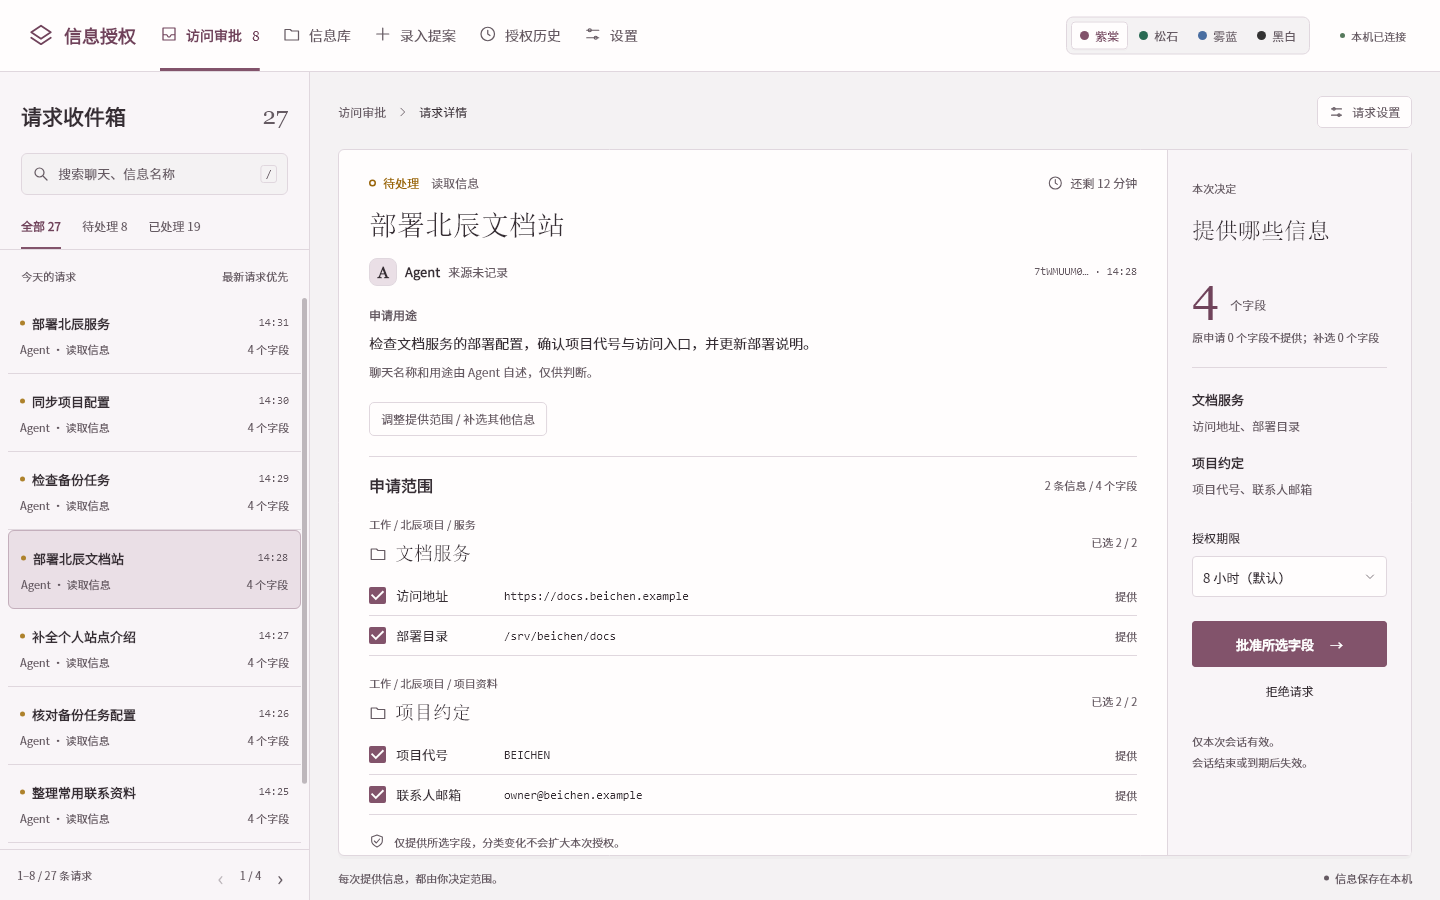 信息授权
访问审批 8
信息库
录入提案
授权历史
设置
紫棠
松石
雾蓝
黑白
本机已连接
请求收件箱 27
搜索聊天、信息名称 /
全部 27 待处理 8 已处理 19
今天的请求 最新请求优先
部署北辰服务 14:31
Agent · 读取信息 4 个字段
同步项目配置 14:30
Agent · 读取信息 4 个字段
检查备份任务 14:29
Agent · 读取信息 4 个字段
部署北辰文档站 14:28
Agent · 读取信息 4 个字段
补全个人站点介绍 14:27
Agent · 读取信息 4 个字段
核对备份任务配置 14:26
Agent · 读取信息 4 个字段
整理常用联系资料 14:25
Agent · 读取信息 4 个字段
1–8 / 27 条请求 ‹ 1 / 4 ›
访问审批 > 请求详情
请求设置
待处理 读取信息 还剩 12 分钟
部署北辰文档站
A Agent 来源未记录 7tWMUUM0… · 14:28
申请用途
检查文档服务的部署配置，确认项目代号与访问入口，并更新部署说明。
聊天名称和用途由 Agent 自述，仅供判断。
调整提供范围 / 补选其他信息
申请范围 2 条信息 / 4 个字段
工作 / 北辰项目 / 服务
文档服务 已选 2 / 2
访问地址 https://docs.beichen.example 提供
部署目录 /srv/beichen/docs 提供
工作 / 北辰项目 / 项目资料
项目约定 已选 2 / 2
项目代号 BEICHEN 提供
联系人邮箱 owner@beichen.example 提供
仅提供所选字段，分类变化不会扩大本次授权。
本次决定
提供哪些信息
4 个字段
原申请 0 个字段不提供；补选 0 个字段
文档服务
访问地址、部署目录
项目约定
项目代号、联系人邮箱
授权期限
8 小时（默认）
批准所选字段 →
拒绝请求
仅本次会话有效。
会话结束或到期后失效。
每次提供信息，都由你决定范围。
信息保存在本机